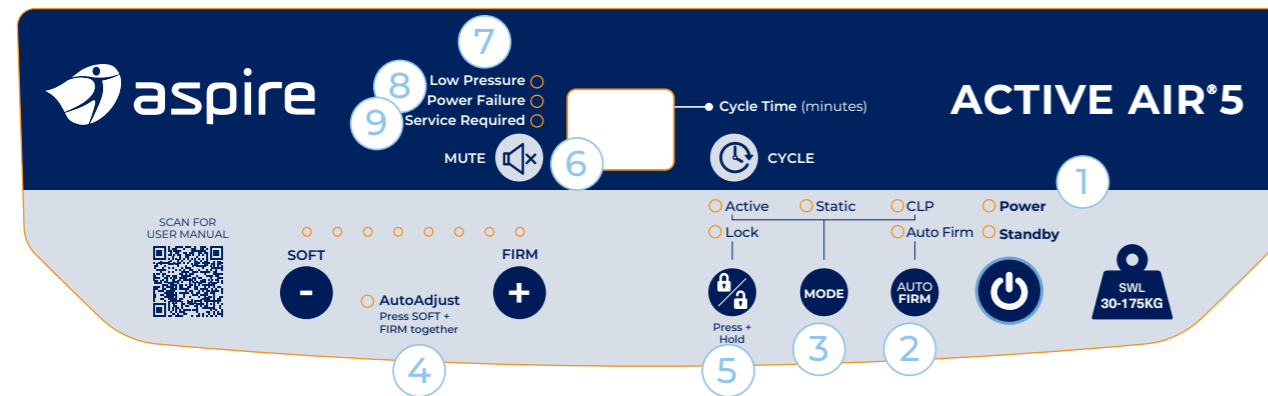 aspire
7
8
Low Pressure
Power Failure
9
Service Required
MUTE
6
Cycle Time (minutes)
CYCLE
ACTIVE AIR®5
1
SCAN FOR
USER MANUAL
SOFT
-
FIRM
+
AutoAdjust
Press SOFT +
FIRM together
4
Active
Static
CLP
Lock
Auto Firm
Press +
Hold
5
MODE
3
AUTO
FIRM
2
Power
Standby
SWL
30-175KG